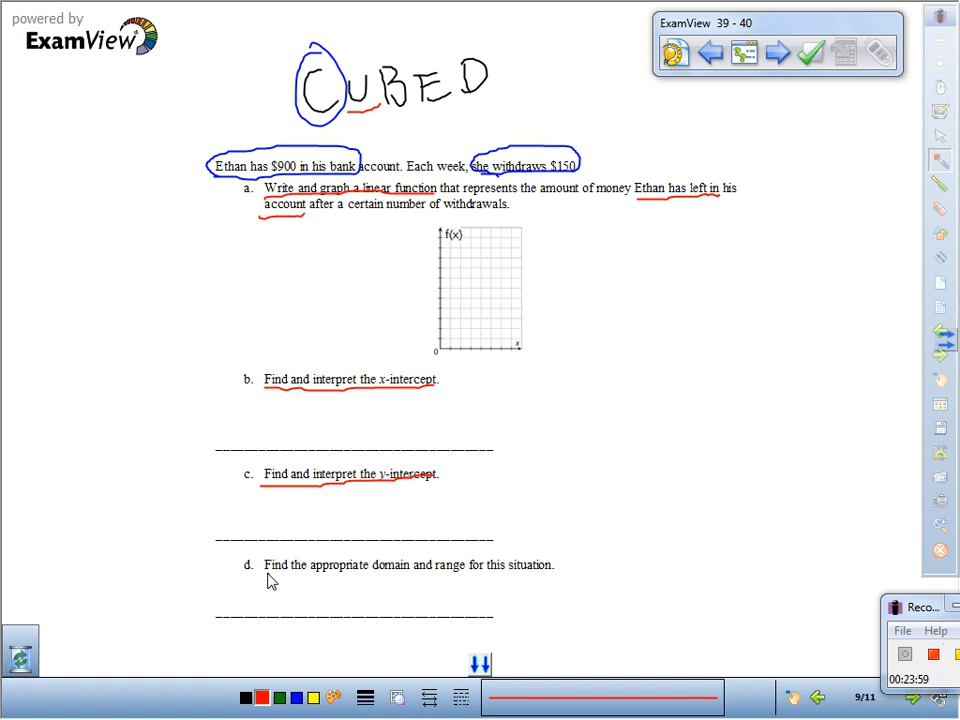 powered by
ExamView
ExamView 39 - 40
CUBED
Ethan has $900 in his bank account. Each week, she withdraws $150
a. Write and graph a linear function that represents the amount of money Ethan has left in his
account after a certain number of withdrawals.
f(x)
x
0
b. Find and interpret the x-intercept.
c. Find and interpret the y-intercept.
d. Find the appropriate domain and range for this situation.
Reco...
File Help
00:23:59
9/11